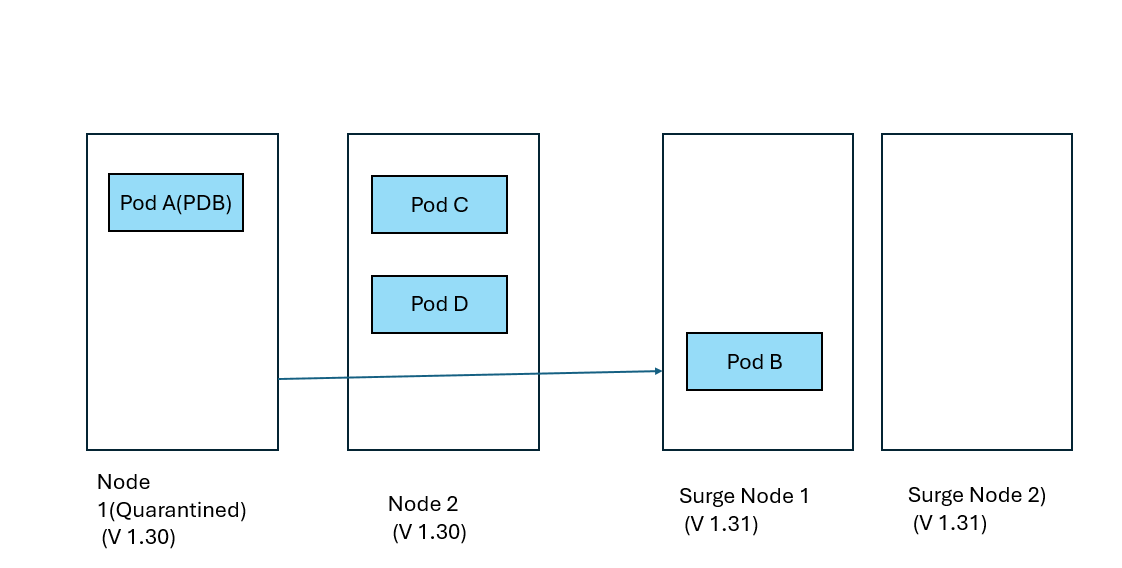 Pod A(PDB)
Pod C
Pod D
Pod B
Node
1(Quarantined)
(V 1.30)
Node 2
(V 1.30)
Surge Node 1
(V 1.31)
Surge Node 2)
(V 1.31)